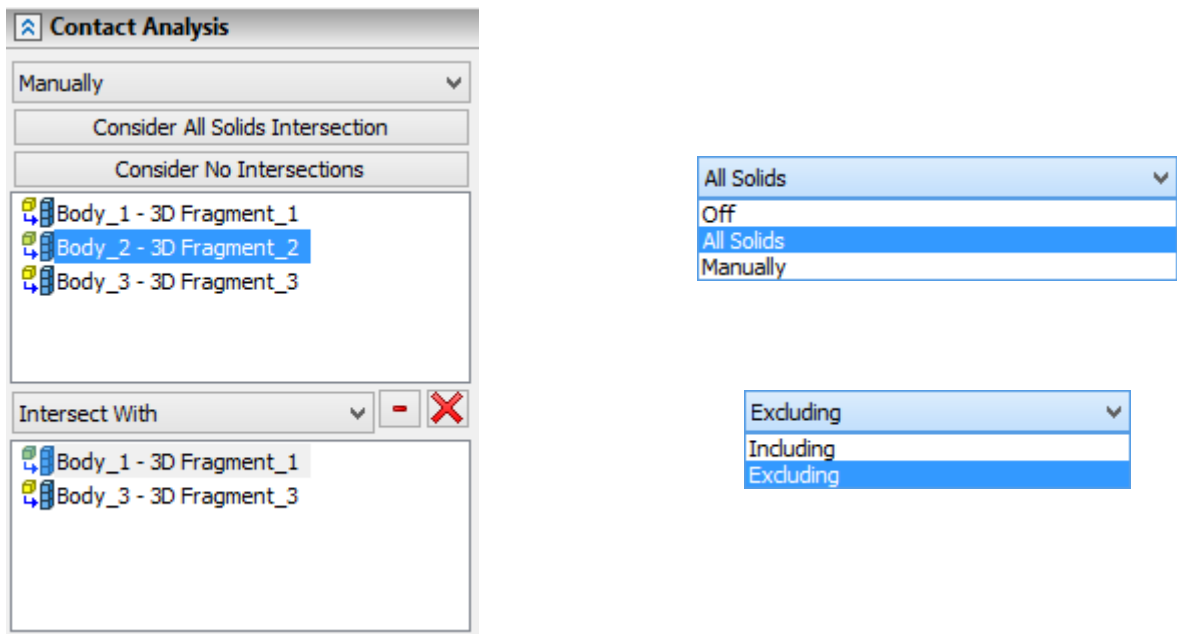 Contact Analysis
Manually
Consider All Solids Intersection
Consider No Intersections
Body_1 - 3D Fragment_1
Body_2 - 3D Fragment_2
Body_3 - 3D Fragment_3
Intersect With
Body_1 - 3D Fragment_1
Body_3 - 3D Fragment_3
All Solids
Off
All Solids
Manually
Excluding
Including
Excluding